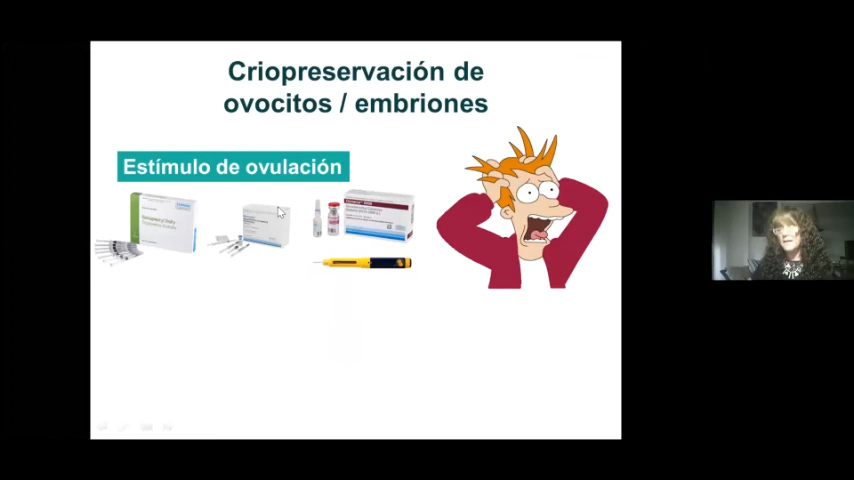 Criopreservación de
ovocitos / embriones
Estímulo de ovulación